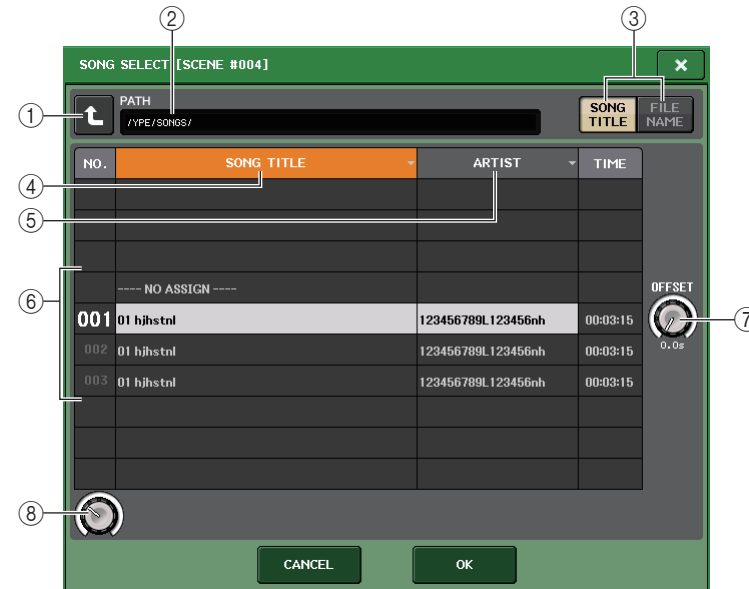 ② ③
SONG SELECT [SCENE #004]
①
PATH
/YPE/SONGS/
SONG TITLE
FILE NAME
NO. SONG TITLE ARTIST TIME
④
⑤
---- NO ASSIGN ----
⑥
001 01 hjhstnl 123456789L123456nh 00:03:15
002 01 hjhstnl 123456789L123456nh 00:03:15
003 01 hjhstnl 123456789L123456nh 00:03:15
OFFSET
⑦
0.0s
⑧
CANCEL OK